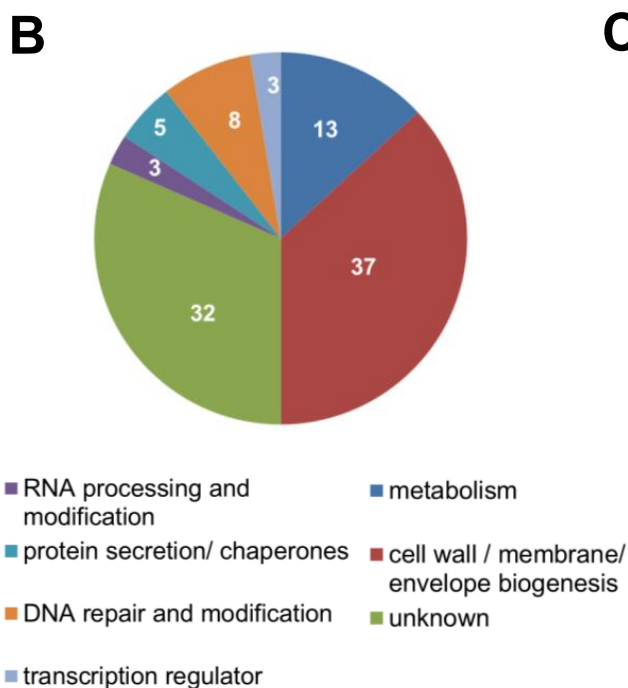 B
3
13
8
5
3
37
32
RNA processing and
modification
protein secretion/ chaperones
DNA repair and modification
transcription regulator
metabolism
cell wall / membrane/
envelope biogenesis
unknown